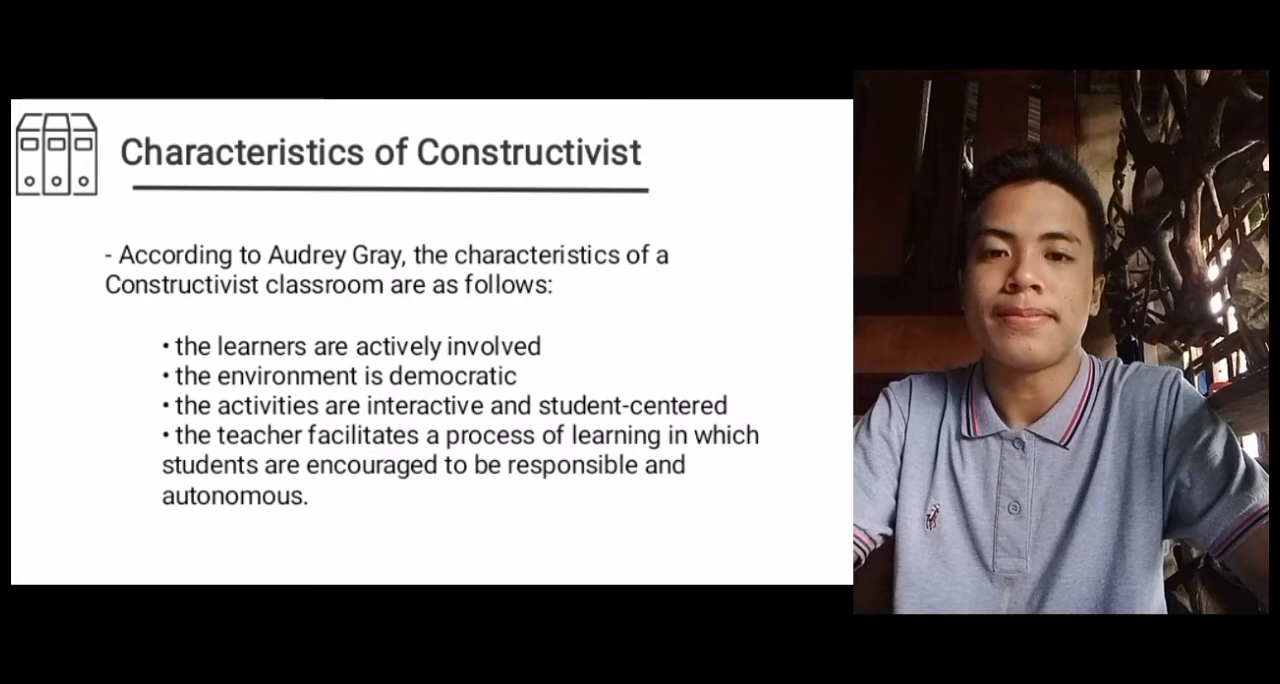 Characteristics of Constructivist
- According to Audrey Gray, the characteristics of a
Constructivist classroom are as follows:
• the learners are actively involved
• the environment is democratic
• the activities are interactive and student-centered
• the teacher facilitates a process of learning in which
students are encouraged to be responsible and
autonomous.